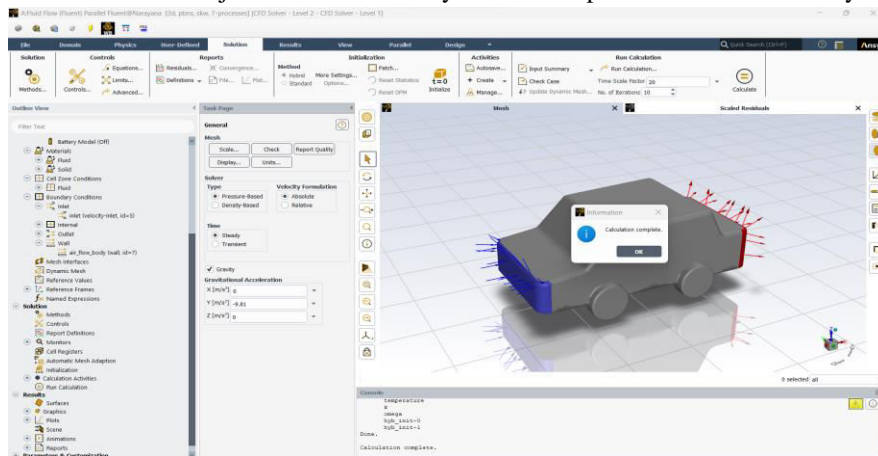 A:Fluid Flow (Fluent) Parallel Fluent@Narayana [3d, pbns, skw, 7-processes] [CFD Solver - Level 2 - CFD Solver - Level 1]
File Domain Physics User-Defined Solution Results View Parallel Design
Quick Search (Ctrl+F)
Ansys
Solution Controls Reports Initialization Activities Run Calculation
Equations... Residuals... Convergence... Method Patch... Autosave... Input Summary Run Calculation...
Limits... Definitions File... Plot... Hybrid More Settings... Reset Statistics t=0 Create Check Case Time Scale Factor 20
Methods... Controls... Advanced... Standard Options... Reset DPM Initialize Manage... Update Dynamic Mesh... No. of Iterations 10 Calculate
Outline View
Filter Text
Battery Model (Off)
Materials
Fluid
Solid
Cell Zone Conditions
Fluid
Boundary Conditions
Inlet
inlet (velocity-inlet, id=5)
Internal
Outlet
Wall
air_flow_body (wall, id=7)
Mesh Interfaces
Dynamic Mesh
Reference Values
Reference Frames
Named Expressions
Solution
Methods
Controls
Report Definitions
Monitors
Cell Registers
Automatic Mesh Adaption
Initialization
Calculation Activities
Run Calculation
Results
Surfaces
Graphics
Plots
Scene
Animations
Reports
Parameters & Customization
Task Page
General
Mesh
Scale... Check Report Quality
Display... Units...
Solver
Type Velocity Formulation
Pressure-Based Absolute
Density-Based Relative
Time
Steady
Transient
Gravity
Gravitational Acceleration
X [m/s²] 0
Y [m/s²] -9.81
Z [m/s²] 0
Mesh
Scaled Residuals
Information
Calculation complete.
OK
0 selected all
Console
temperature
k
omega
hyb_init-0
hyb_init-1
Done.
Calculation complete.